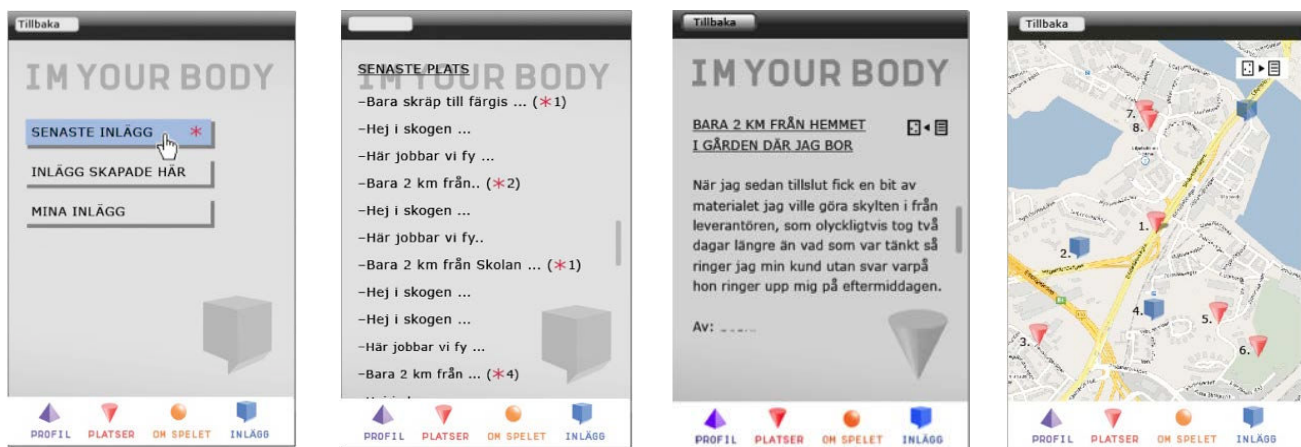 Tillbaka
IM YOUR BODY
SENASTE INLÄGG *
INLÄGG SKAPADE HÄR
MINA INLÄGG
PROFIL PLATSER OM SPELET INLÄGG
IM YOUR BODY
SENASTE PLATS
-Bara skräp till färgis ... (*1)
-Hej i skogen ...
-Här jobbar vi fy ...
-Bara 2 km från.. (*2)
-Hej i skogen ...
-Här jobbar vi fy..
-Bara 2 km från Skolan ... (*1)
-Hej i skogen ...
-Hej i skogen ...
-Här jobbar vi fy ...
-Bara 2 km från ... (*4)
PROFIL PLATSER OM SPELET INLÄGG
Tillbaka
IM YOUR BODY
BARA 2 KM FRÅN HEMMET
I GÅRDEN DÄR JAG BOR
När jag sedan tillslut fick en bit av
materialet jag ville göra skylten i från
leverantören, som olyckligtvis tog två
dagar längre än vad som var tänkt så
ringer jag min kund utan svar varpå
hon ringer upp mig på eftermiddagen.
Av:
PROFIL PLATSER OM SPELET INLÄGG
Tillbaka
7.
8.
1.
2.
4.
5.
3.
6.
PROFIL PLATSER OM SPELET INLÄGG